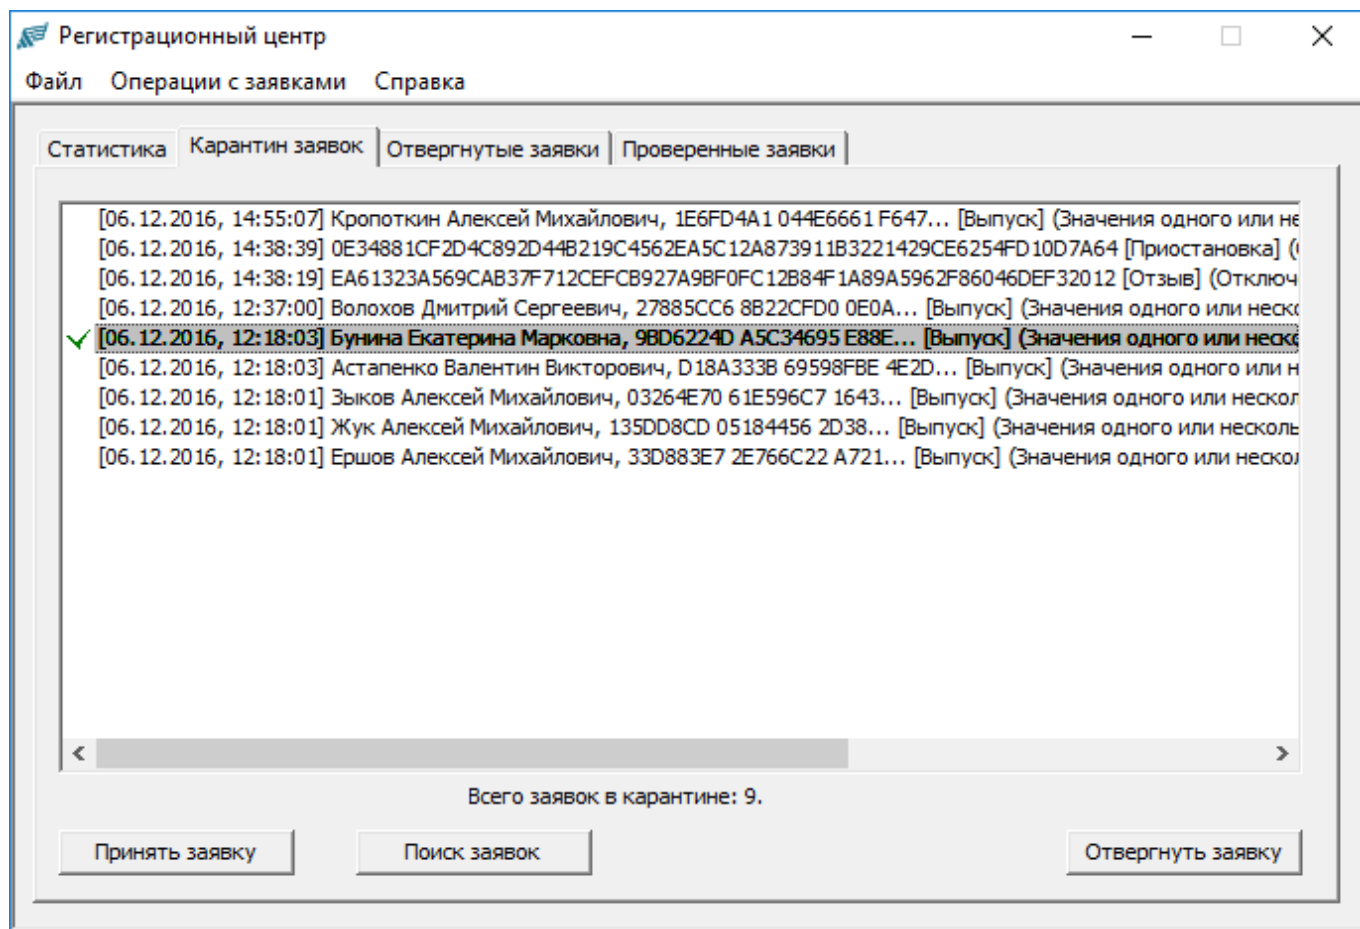 Регистрационный центр
Файл Операции с заявками Справка
Статистика Карантин заявок Отвергнутые заявки Проверенные заявки
[06.12.2016, 14:55:07] Кропоткин Алексей Михайлович, 1E6FD4A1 044E6661 F647... [Выпуск] (Значения одного или не
[06.12.2016, 14:38:39] 0E34881CF2D4C892D44B219C4562EA5C12A873911B3221429CE6254FD10D7A64 [Приостановка] (
[06.12.2016, 14:38:19] EA61323A569CAB37F712CEFCB927A9BF0FC12B84F1A89A5962F86046DEF32012 [Отзыв] (Отключ
[06.12.2016, 12:37:00] Волохов Дмитрий Сергеевич, 27885CC6 8B22CFD0 0E0A... [Выпуск] (Значения одного или неск
[06.12.2016, 12:18:03] Бунина Екатерина Марковна, 9BD6224D A5C34695 E88E... [Выпуск] (Значения одного или неск
[06.12.2016, 12:18:03] Астапенко Валентин Викторович, D18A333B 69598FBE 4E2D... [Выпуск] (Значения одного или н
[06.12.2016, 12:18:01] Зыков Алексей Михайлович, 03264E70 61E596C7 1643... [Выпуск] (Значения одного или нескол
[06.12.2016, 12:18:01] Жук Алексей Михайлович, 135DD8CD 05184456 2D38... [Выпуск] (Значения одного или несколь
[06.12.2016, 12:18:01] Ершов Алексей Михайлович, 33D883E7 2E766C22 A721... [Выпуск] (Значения одного или нескол
Всего заявок в карантине: 9.
Принять заявку Поиск заявок Отвергнуть заявку